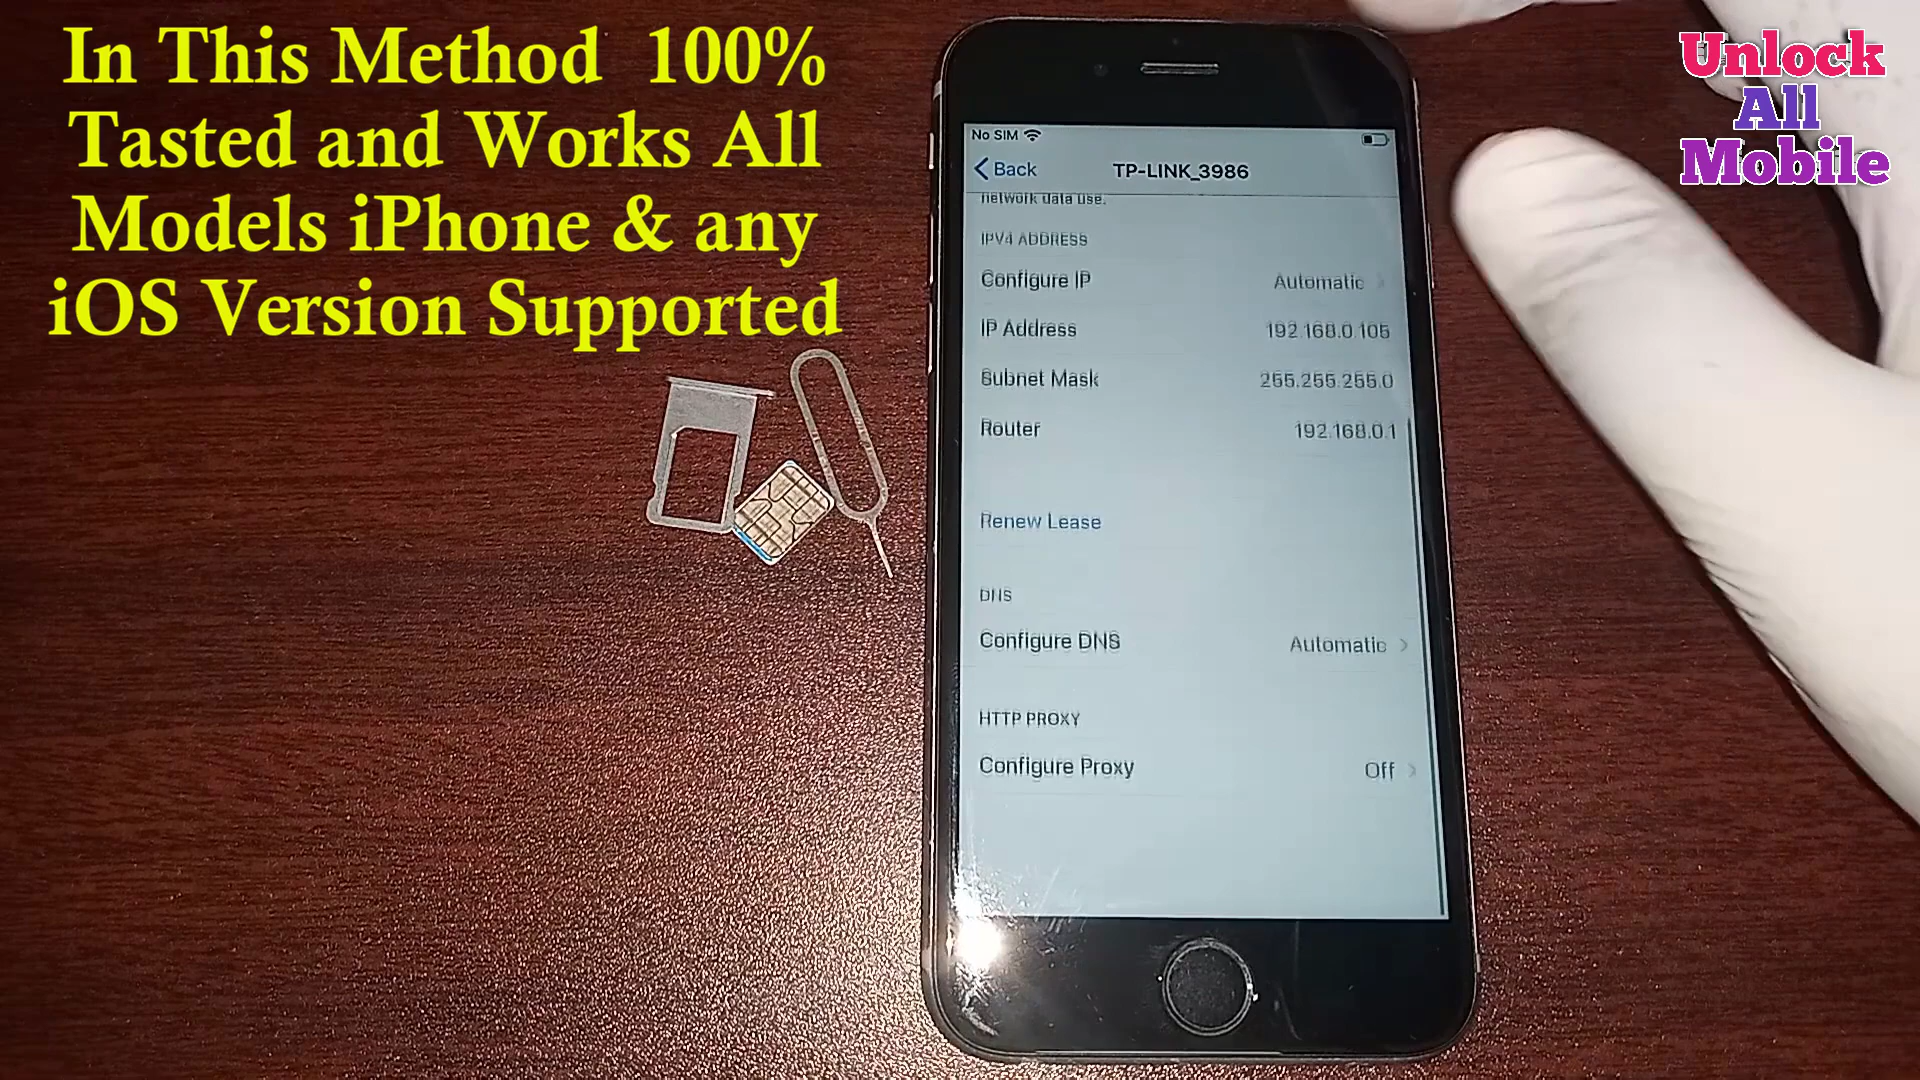 In This Method 100%
Tasted and Works All
Models iPhone & any
iOS Version Supported
Unlock
All
Mobile
No SIM
Back
TP-LINK_3986
network data use.
IPV4 ADDRESS
Configure IP Automatic
IP Address 192.168.0.105
Subnet Mask 255.255.255.0
Router 192.168.0.1
Renew Lease
DNS
Configure DNS Automatic
HTTP PROXY
Configure Proxy Off